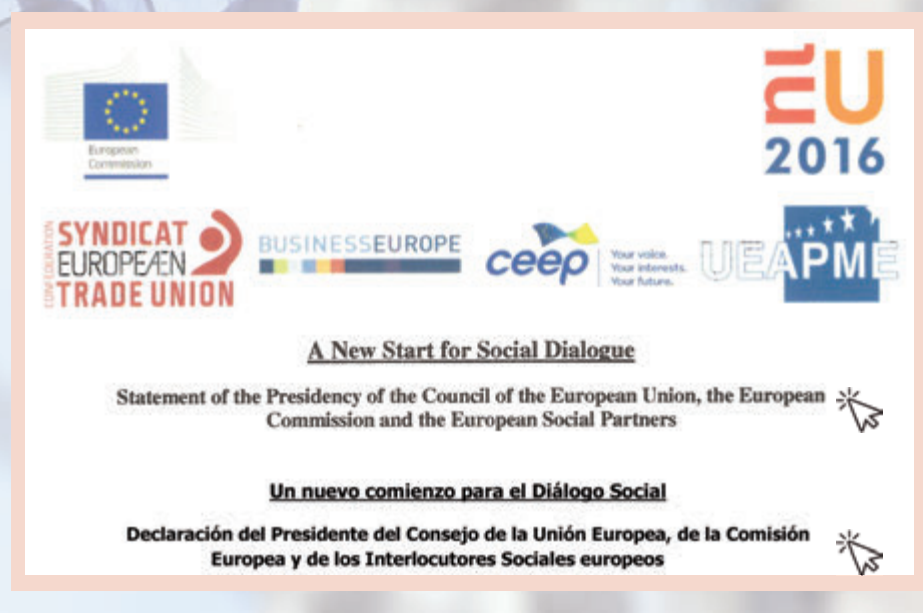 European
Commission
nlU
2016
CONFEDERATION
SYNDICAT
EUROPEÆN
TRADE UNION
BUSINESSEUROPE
ceep
Your voice.
Your interests.
Your future.
UEAPME
A New Start for Social Dialogue
Statement of the Presidency of the Council of the European Union, the European
Commission and the European Social Partners
Un nuevo comienzo para el Diálogo Social
Declaración del Presidente del Consejo de la Unión Europea, de la Comisión
Europea y de los Interlocutores Sociales europeos